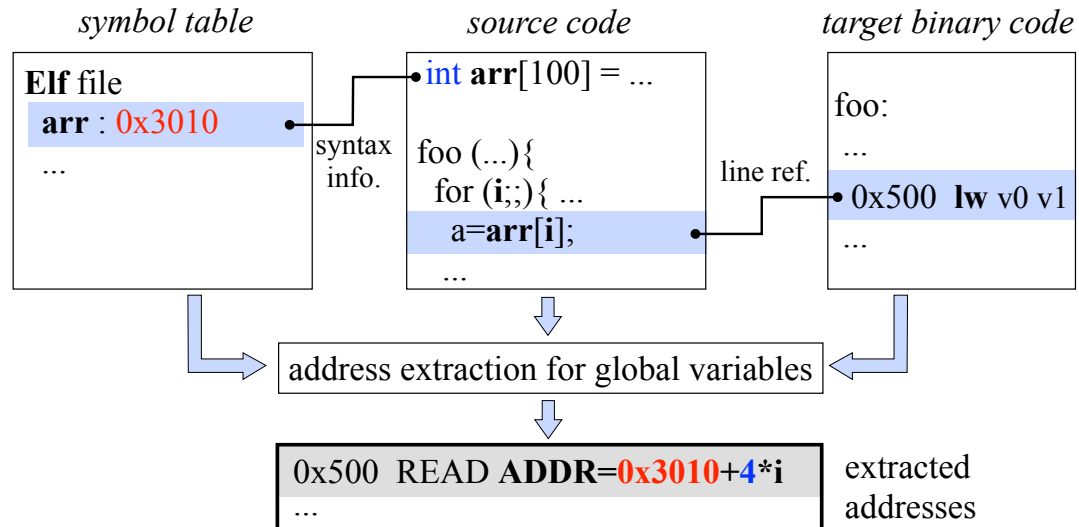 symbol table
source code
target binary code
Elf file
arr : 0x3010
...
syntax
info.
int arr[100] = ...
foo (...){
for (i;;){ ...
a=arr[i];
...
line ref.
foo:
...
0x500 lw v0 v1
...
address extraction for global variables
0x500 READ ADDR=0x3010+4*i
...
extracted
addresses